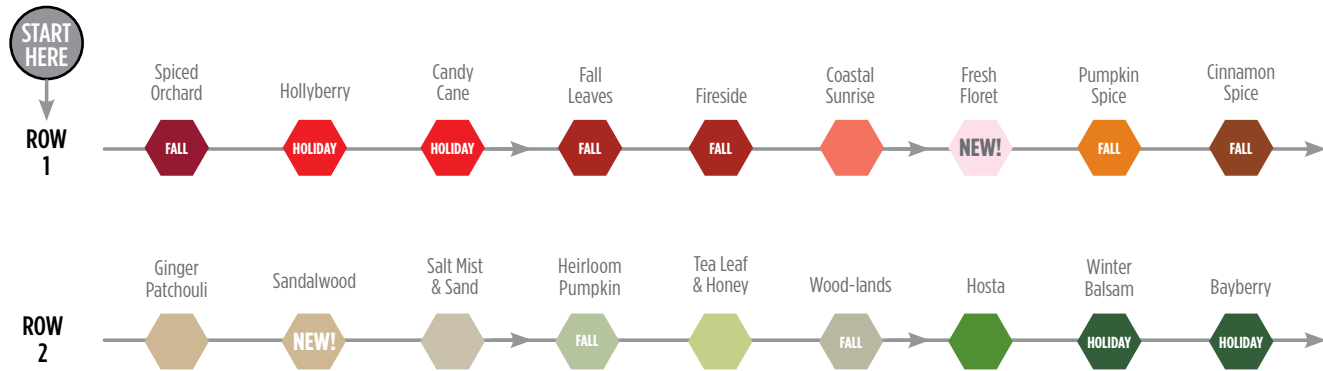 START
HERE
ROW
1
Spiced
Orchard
FALL
Hollyberry
HOLIDAY
Candy
Cane
HOLIDAY
Fall
Leaves
FALL
Fireside
FALL
Coastal
Sunrise
Fresh
Floret
NEW!
Pumpkin
Spice
FALL
Cinnamon
Spice
FALL
ROW
2
Ginger
Patchouli
Sandalwood
NEW!
Salt Mist
& Sand
Heirloom
Pumpkin
FALL
Tea Leaf
& Honey
Wood-lands
FALL
Hosta
Winter
Balsam
HOLIDAY
Bayberry
HOLIDAY